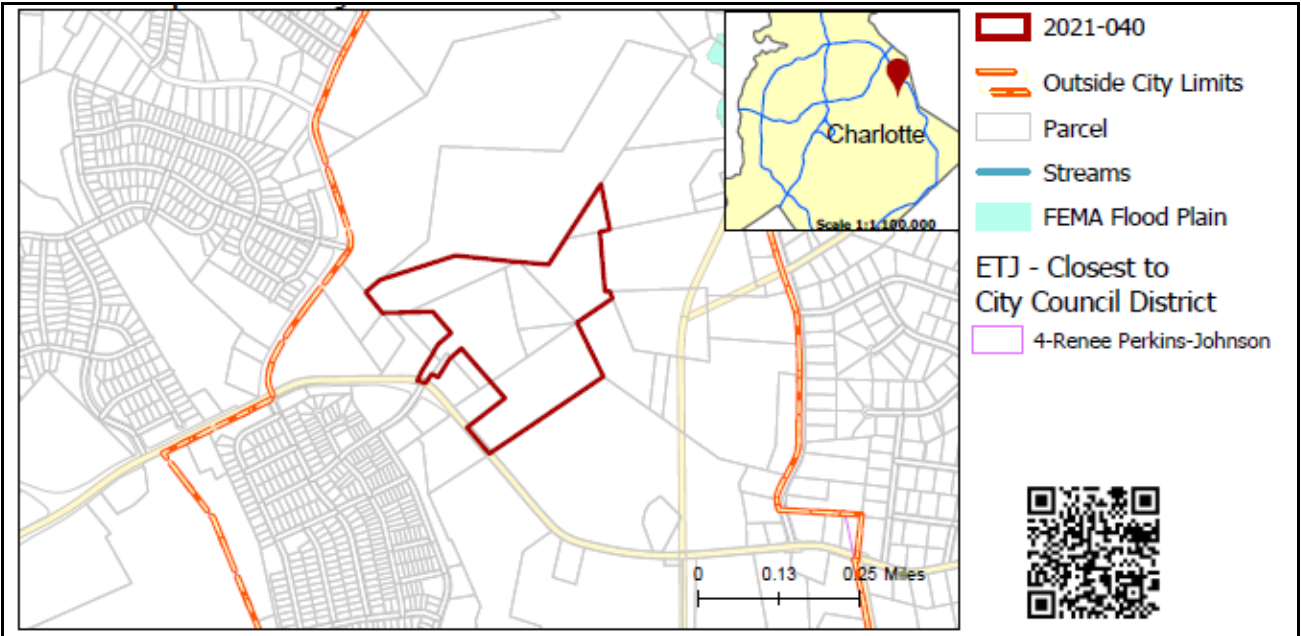 Charlotte
Scale 1:1,100,000
0 0.13 0.25 Miles
2021-040
Outside City Limits
Parcel
Streams
FEMA Flood Plain
ETJ - Closest to
City Council District
4-Renee Perkins-Johnson